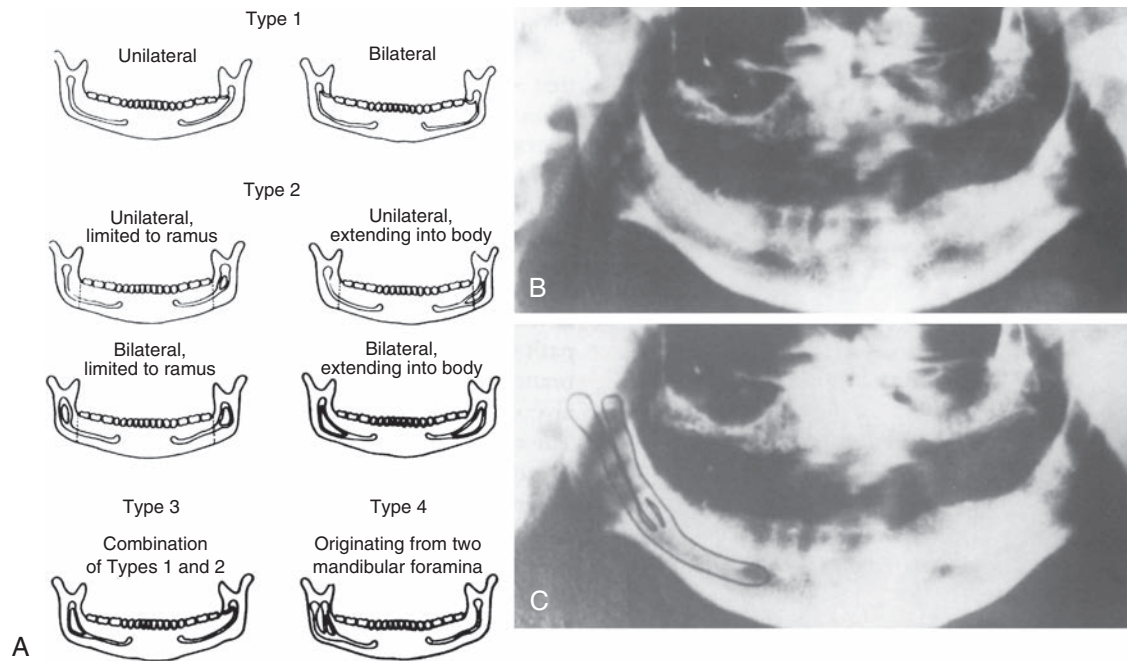 Type 1
Unilateral
Bilateral
Type 2
Unilateral,
limited to ramus
Unilateral,
extending into body
Bilateral,
limited to ramus
Bilateral,
extending into body
Type 3
Combination
of Types 1 and 2
Type 4
Originating from two
mandibular foramina
A
B
C